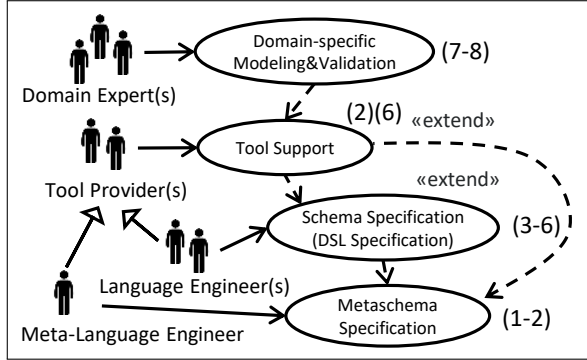 Domain-specific
Modeling&Validation
(7-8)
Domain Expert(s)
(2)(6)
«extend»
Tool Support
Tool Provider(s)
«extend»
Schema Specification
(DSL Specification)
(3-6)
Language Engineer(s)
Metaschema
Specification
(1-2)
Meta-Language Engineer